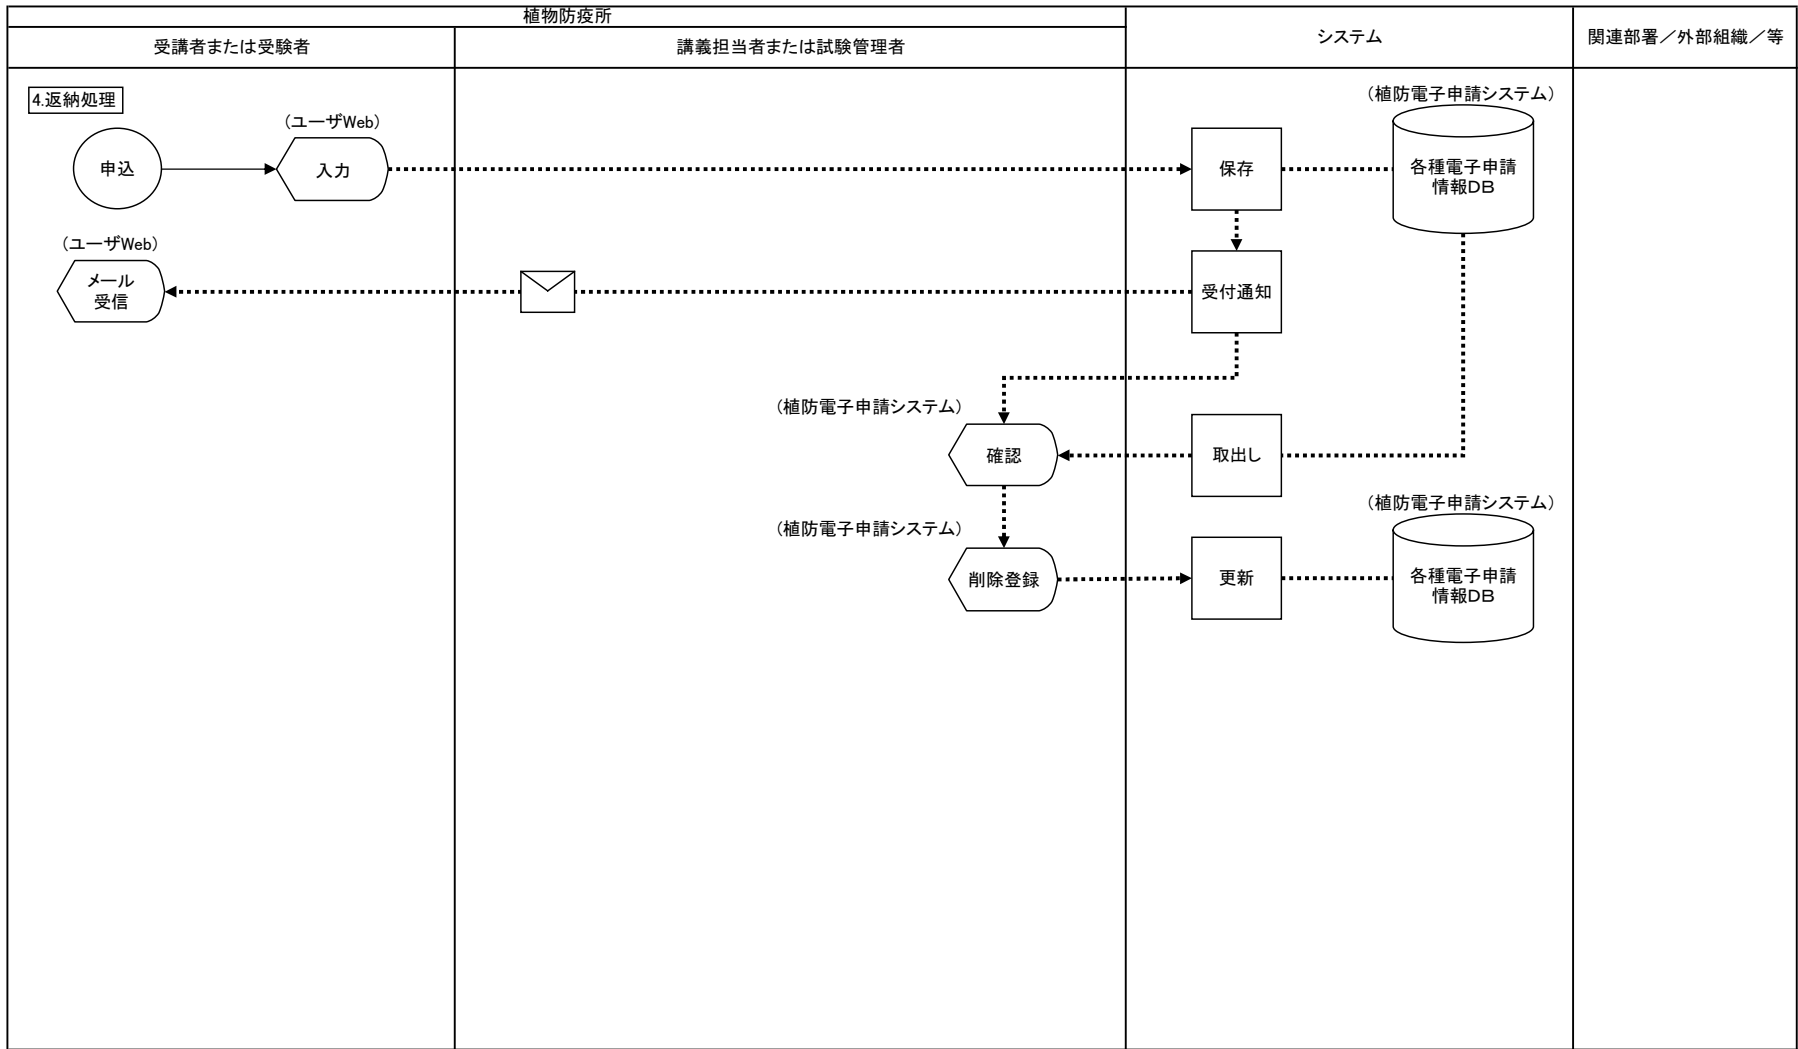 植物防疫所
受講者または受験者
講義担当者または試験管理者
システム
関連部署／外部組織／等
4.返納処理
（ユーザWeb）
（植防電子申請システム）
申込
入力
保存
各種電子申請
情報DB
（ユーザWeb）
メール
受信
受付通知
（植防電子申請システム）
確認
取出し
（植防電子申請システム）
（植防電子申請システム）
削除登録
更新
各種電子申請
情報DB